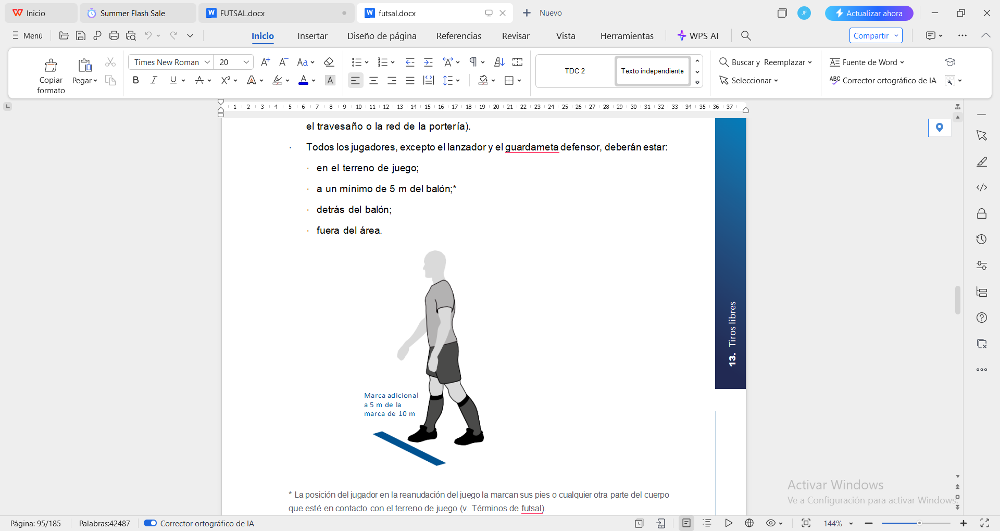 Inicio
Summer Flash Sale
FUTSAL.docx
futsal.docx
Nuevo
JF
Actualizar ahora
Menú
Inicio
Insertar
Diseño de página
Referencias
Revisar
Vista
Herramientas
WPS AI
Compartir
Copiar
formato
Pegar
Times New Roman
20
TDC 2
Texto independiente
Buscar y Reemplazar
Seleccionar
Fuente de Word
Corrector ortográfico de IA
1 2 3 4 5 6 7 8 9 10 11 12 13 14 15 16 17 18 19 20 21 22 23 24 25 26 27 28 29 30 31 32 33 34 35 36 37
el travesaño o la red de la portería).
· Todos los jugadores, excepto el lanzador y el guardameta defensor, deberán estar:
· en el terreno de juego;
· a un mínimo de 5 m del balón;*
· detrás del balón;
· fuera del área.
13. Tiros libres
Marca adicional
a 5 m de la
marca de 10 m
* La posición del jugador en la reanudación del juego la marcan sus pies o cualquier otra parte del cuerpo
que esté en contacto con el terreno de juego (v. Términos de futsal).
Activar Windows
Ve a Configuración para activar Windows.
Página: 95/185
Palabras:42487
Corrector ortográfico de IA
144%